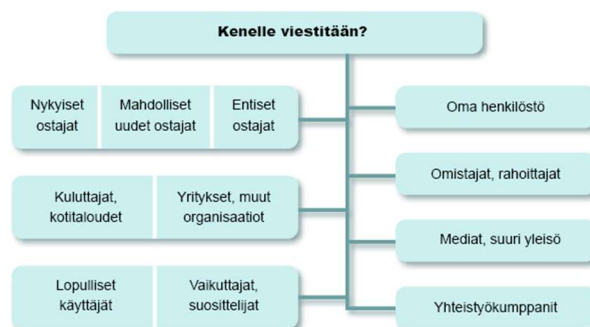 Kenelle viestitään?
Nykyiset
ostajat
Mahdolliset
uudet ostajat
Entiset
ostajat
Kuluttajat,
kotitaloudet
Yritykset, muut
organisaatiot
Lopulliset
käyttäjät
Vaikuttajat,
suosittelijat
Oma henkilöstö
Omistajat, rahoittajat
Mediat, suuri yleisö
Yhteistyökumppanit